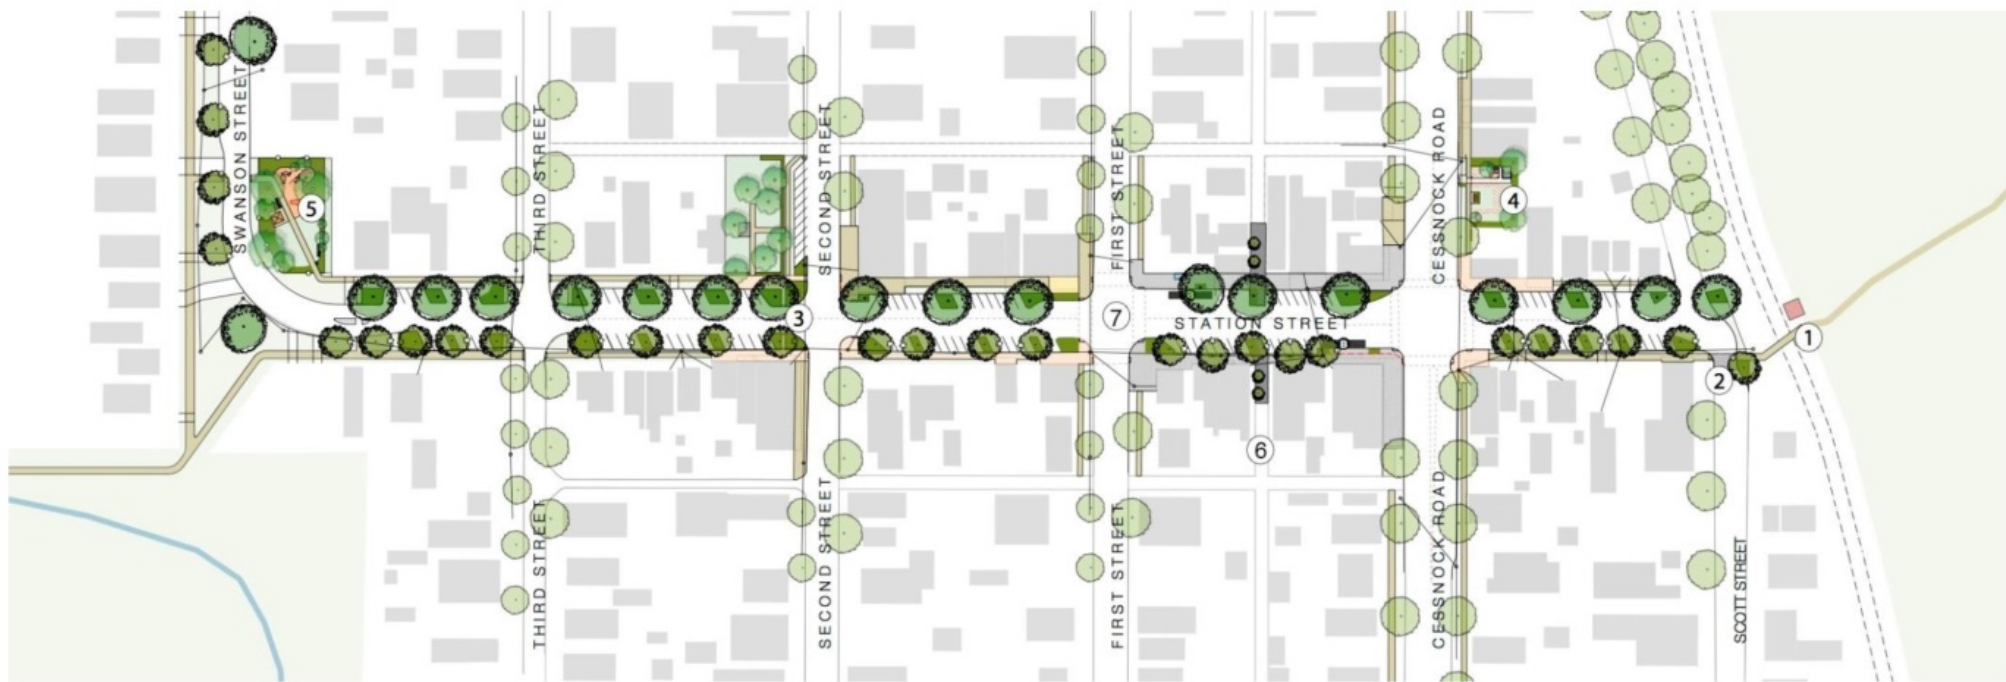 SWANSON STREET
THIRD STREET
SECOND STREET
FIRST STREET
CESSNOCK ROAD
5
4
3
7
STATION STREET
1
2
6
THIRD STREET
SECOND STREET
FIRST STREET
CESSNOCK ROAD
SCOTT STREET